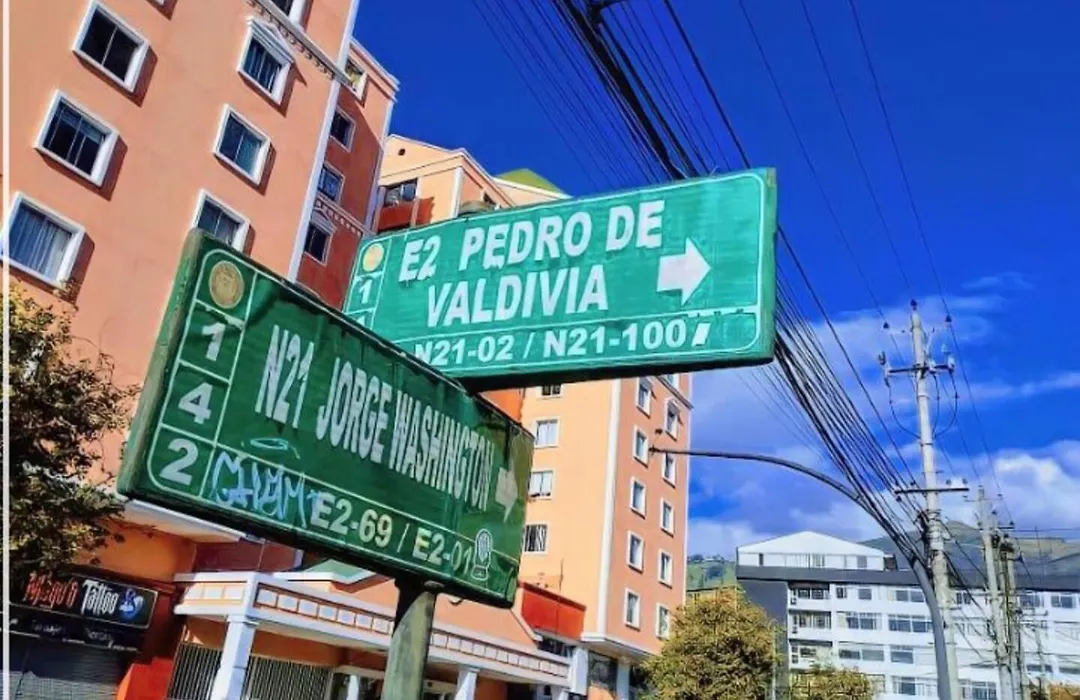 E2 PEDRO DE
VALDIVIA
1
N21-02 / N21-1007
N21 JORGE WASHINGTON
1
4
2
E2-69 / E2-01
Tattoo